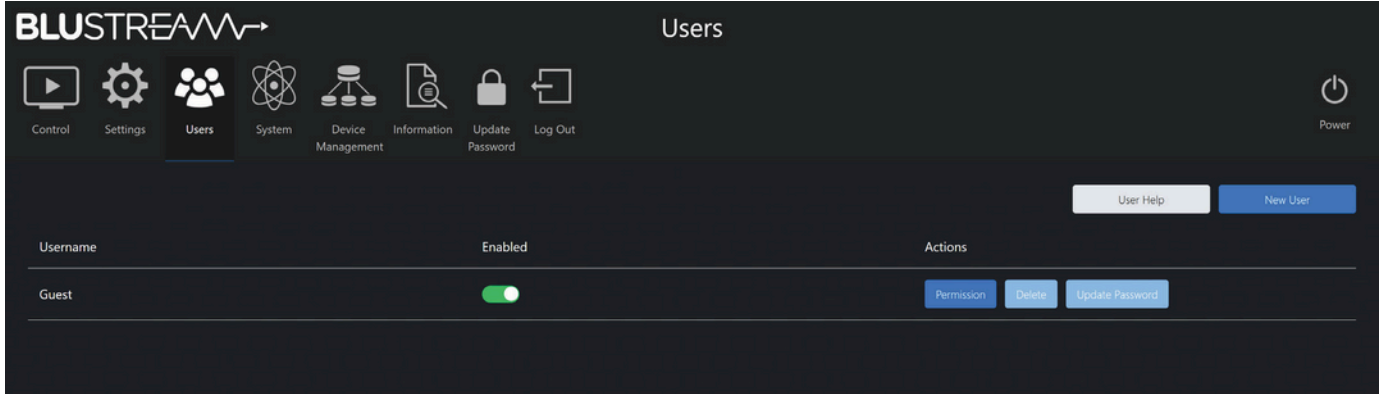 BLUSTREAM
Users
Control Settings Users System Device Management Information Update Password Log Out
Power
User Help New User
Username Enabled Actions
Guest Permission Delete Update Password